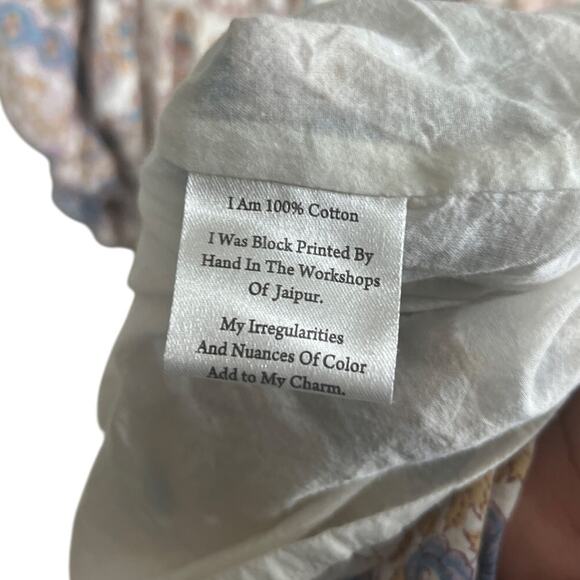 I Am 100% Cotton
I Was Block Printed By
Hand In The Workshops
Of Jaipur.
My Irregularities
And Nuances Of Color
Add to My Charm.